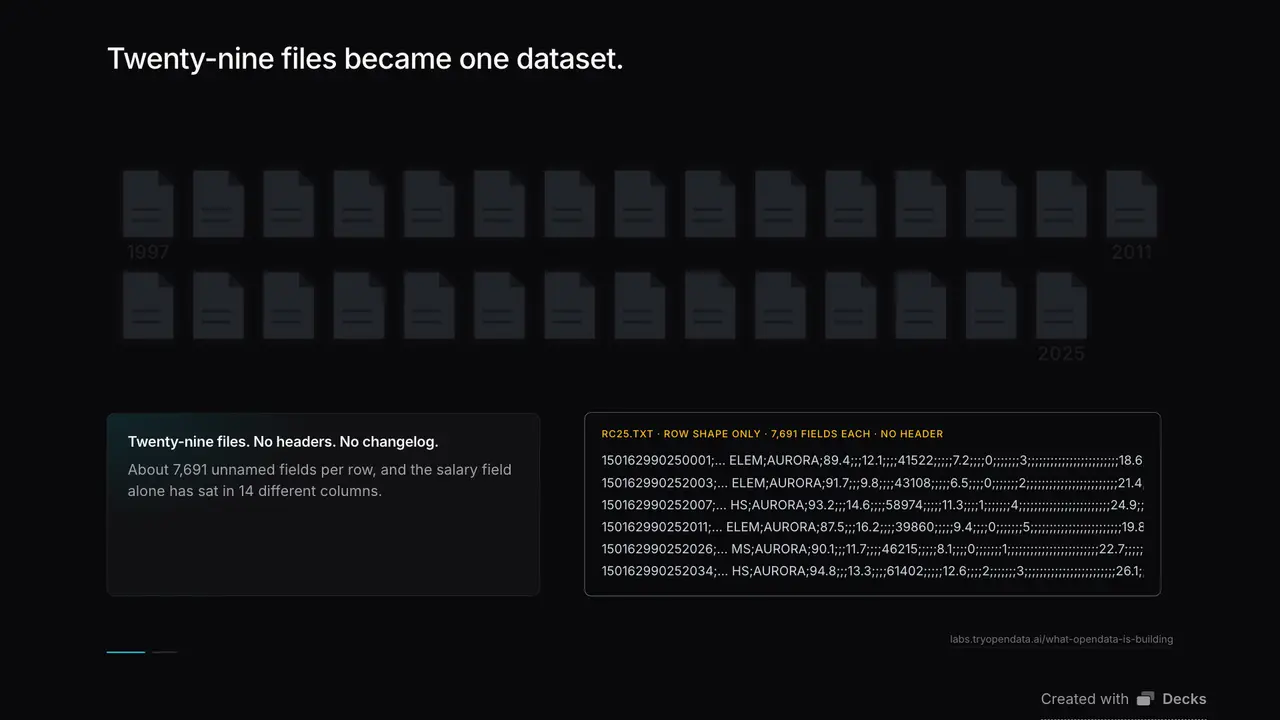 Twenty-nine files became one dataset.
1997
2011
2025
Twenty-nine files. No headers. No changelog.
About 7,691 unnamed fields per row, and the salary field
alone has sat in 14 different columns.
RC25.TXT · ROW SHAPE ONLY · 7,691 FIELDS EACH · NO HEADER
150162990250001;... ELEM;AURORA;89.4;;;12.1;;;;41522;;;;;7.2;;;;0;;;;;;;3;;;;;;;;;;;;;;;;;;;;;;;;18.6
150162990252003;... ELEM;AURORA;91.7;;;9.8;;;;43108;;;;;6.5;;;;0;;;;;;;2;;;;;;;;;;;;;;;;;;;;;;;;21.4;
150162990252007;... HS;AURORA;93.2;;;14.6;;;;58974;;;;;11.3;;;;1;;;;;;;4;;;;;;;;;;;;;;;;;;;;;;;;24.9;;
150162990252011;... ELEM;AURORA;87.5;;;16.2;;;;39860;;;;;9.4;;;;0;;;;;;;5;;;;;;;;;;;;;;;;;;;;;;;;19.8
150162990252026;... MS;AURORA;90.1;;;11.7;;;;46215;;;;;8.1;;;;0;;;;;;;1;;;;;;;;;;;;;;;;;;;;;;;;22.7;;;;;
150162990252034;... HS;AURORA;94.8;;;13.3;;;;61402;;;;;12.6;;;;2;;;;;;;3;;;;;;;;;;;;;;;;;;;;;;;;26.1;;
labs.tryopendata.ai/what-opendata-is-building
Created with Decks